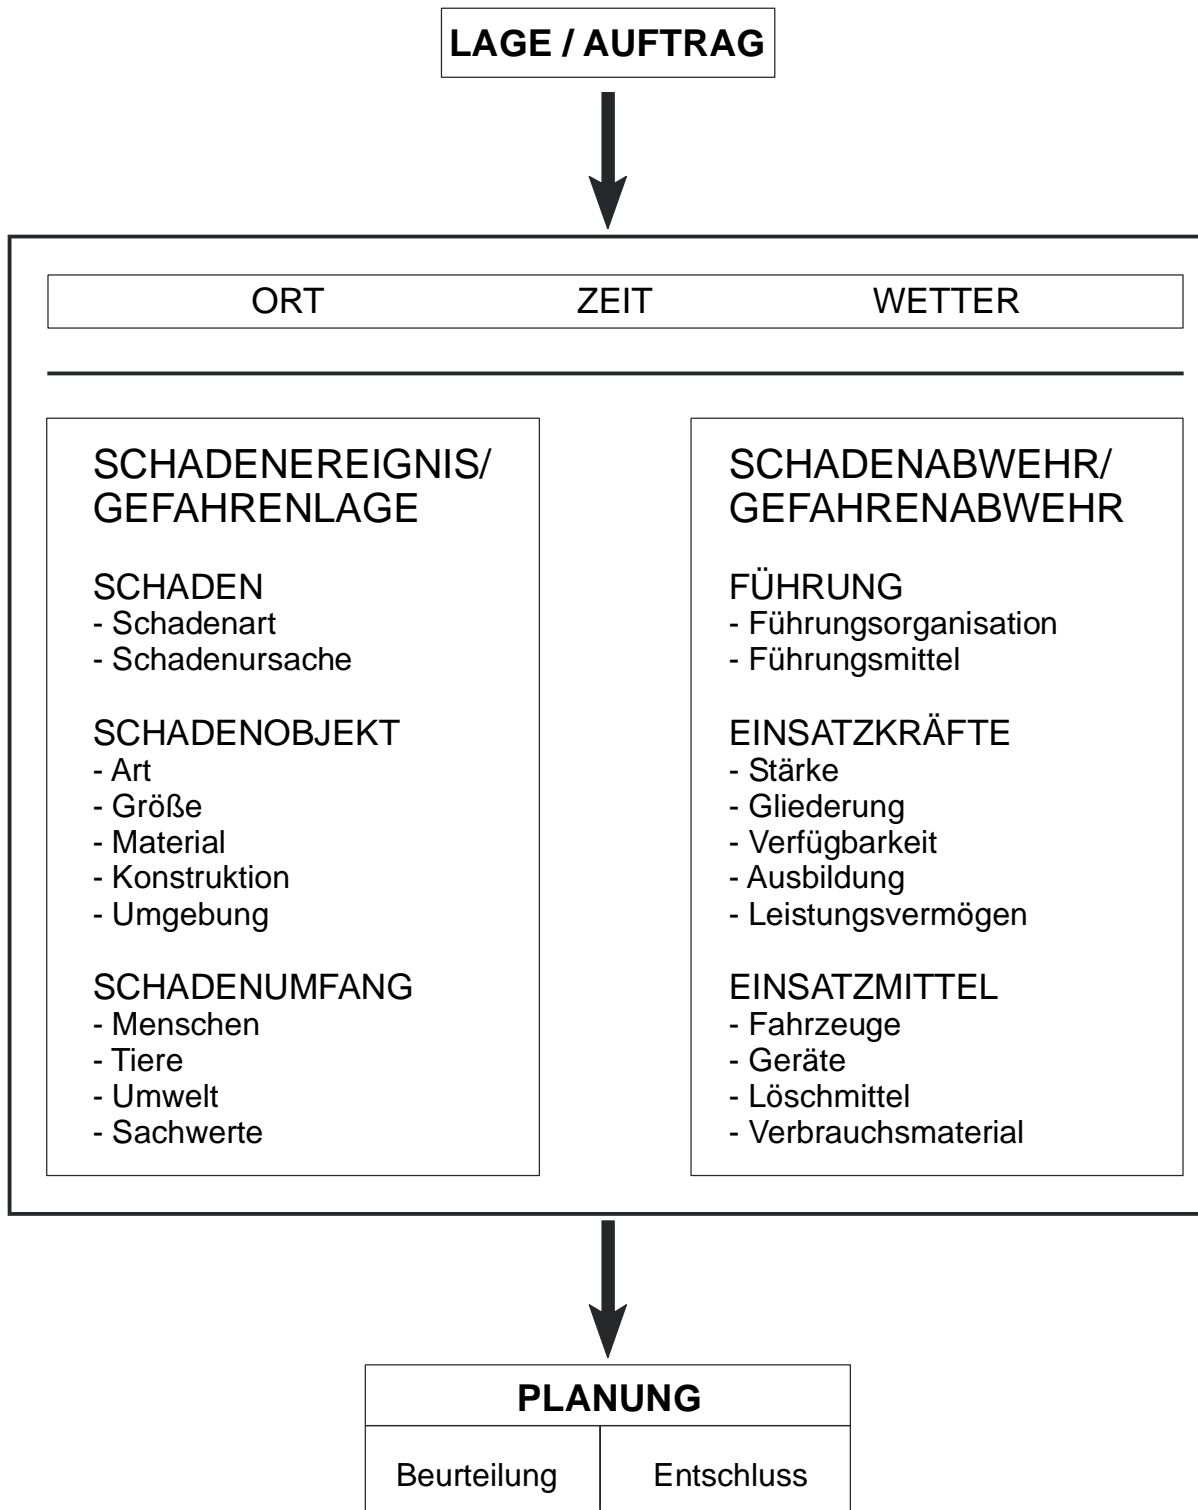 LAGE / AUFTRAG
ORT ZEIT WETTER
SCHADENEREIGNIS/
GEFAHRENLAGE
SCHADEN
- Schadenart
- Schadenursache
SCHADENOBJEKT
- Art
- Größe
- Material
- Konstruktion
- Umgebung
SCHADENUMFANG
- Menschen
- Tiere
- Umwelt
- Sachwerte
SCHADENABWEHR/
GEFAHRENABWEHR
FÜHRUNG
- Führungsorganisation
- Führungsmittel
EINSATZKRÄFTE
- Stärke
- Gliederung
- Verfügbarkeit
- Ausbildung
- Leistungsvermögen
EINSATZMITTEL
- Fahrzeuge
- Geräte
- Löschmittel
- Verbrauchsmaterial
PLANUNG
Beurteilung Entschluss